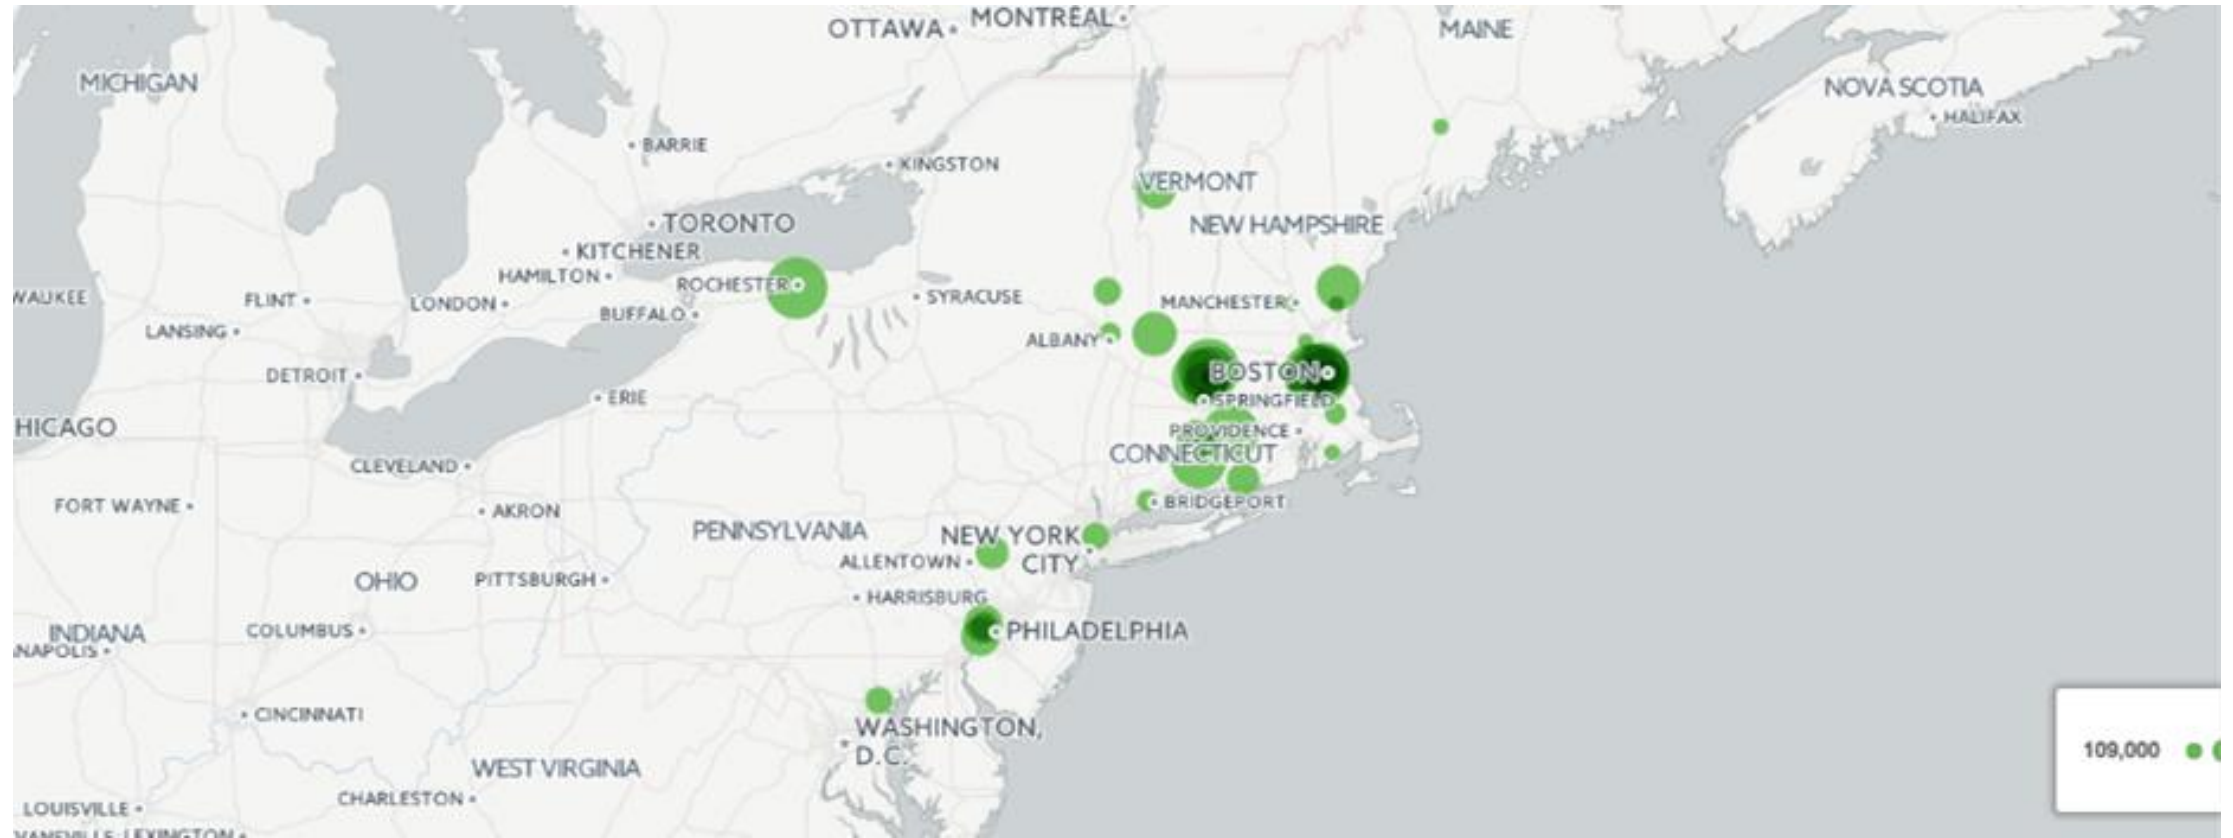 OTTAWA
MONTRÉAL
MAINE
MICHIGAN
NOVA SCOTIA
HALIFAX
BARRIE
KINGSTON
VERMONT
TORONTO
NEW HAMPSHIRE
KITCHENER
HAMILTON
ROCHESTER
WAUKEE
FLINT
LONDON
SYRACUSE
MANCHESTER
BUFFALO
LANSING
ALBANY
DETROIT
BOSTON
ERIE
SPRINGFIELD
HICAGO
PROVIDENCE
CONNECTICUT
CLEVELAND
FORT WAYNE
AKRON
BRIDGEPORT
PENNSYLVANIA
NEW YORK
CITY
ALLENTOWN
OHIO
PITTSBURGH
HARRISBURG
INDIANA
COLUMBUS
PHILADELPHIA
NAPOLIS
CINCINNATI
WASHINGTON,
D.C.
109,000
WEST VIRGINIA
CHARLESTON
LOUISVILLE
LEXINGTON